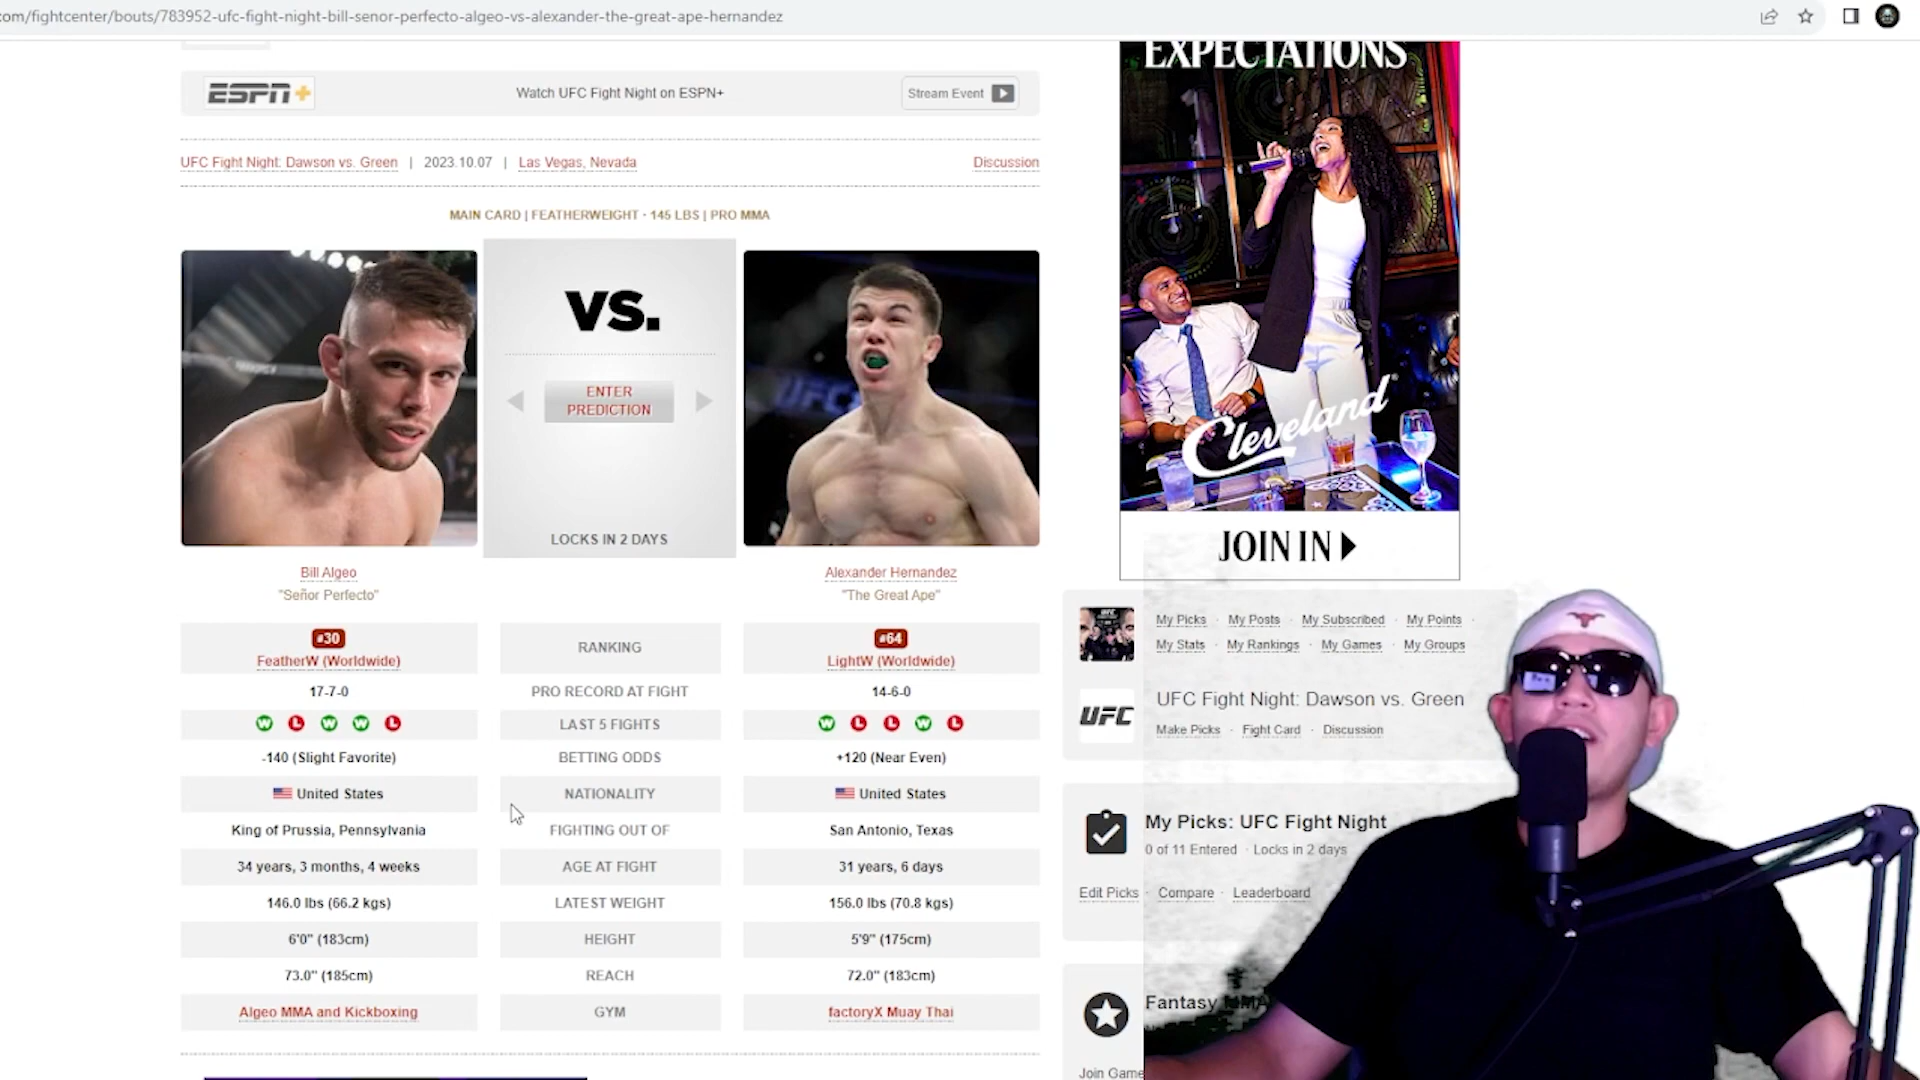 com/fightcenter/bouts/783952-ufc-fight-night-bill-senor-perfecto-algeo-vs-alexander-the-great-ape-hernandez
ESPN+
Watch UFC Fight Night on ESPN+
Stream Event
UFC Fight Night: Dawson vs. Green | 2023.10.07 | Las Vegas, Nevada
Discussion
MAIN CARD | FEATHERWEIGHT · 145 LBS | PRO MMA
VS.
ENTER
PREDICTION
LOCKS IN 2 DAYS
UFC
Bill Algeo
"Señor Perfecto"
Alexander Hernandez
"The Great Ape"
#30
FeatherW (Worldwide)
RANKING
#64
LightW (Worldwide)
17-7-0 PRO RECORD AT FIGHT 14-6-0
W L W W L LAST 5 FIGHTS W L L W L
-140 (Slight Favorite) BETTING ODDS +120 (Near Even)
United States NATIONALITY United States
King of Prussia, Pennsylvania FIGHTING OUT OF San Antonio, Texas
34 years, 3 months, 4 weeks AGE AT FIGHT 31 years, 6 days
146.0 lbs (66.2 kgs) LATEST WEIGHT 156.0 lbs (70.8 kgs)
6'0" (183cm) HEIGHT 5'9" (175cm)
73.0" (185cm) REACH 72.0" (183cm)
Algeo MMA and Kickboxing GYM factoryX Muay Thai
EXPECTATIONS
Cleveland
JOIN IN
My Picks · My Posts · My Subscribed · My Points ·
My Stats · My Rankings · My Games · My Groups
UFC
UFC Fight Night: Dawson vs. Green
Make Picks · Fight Card · Discussion
My Picks: UFC Fight Night
0 of 11 Entered · Locks in 2 days
Edit Picks · Compare · Leaderboard
Fantasy MMA
Join Game